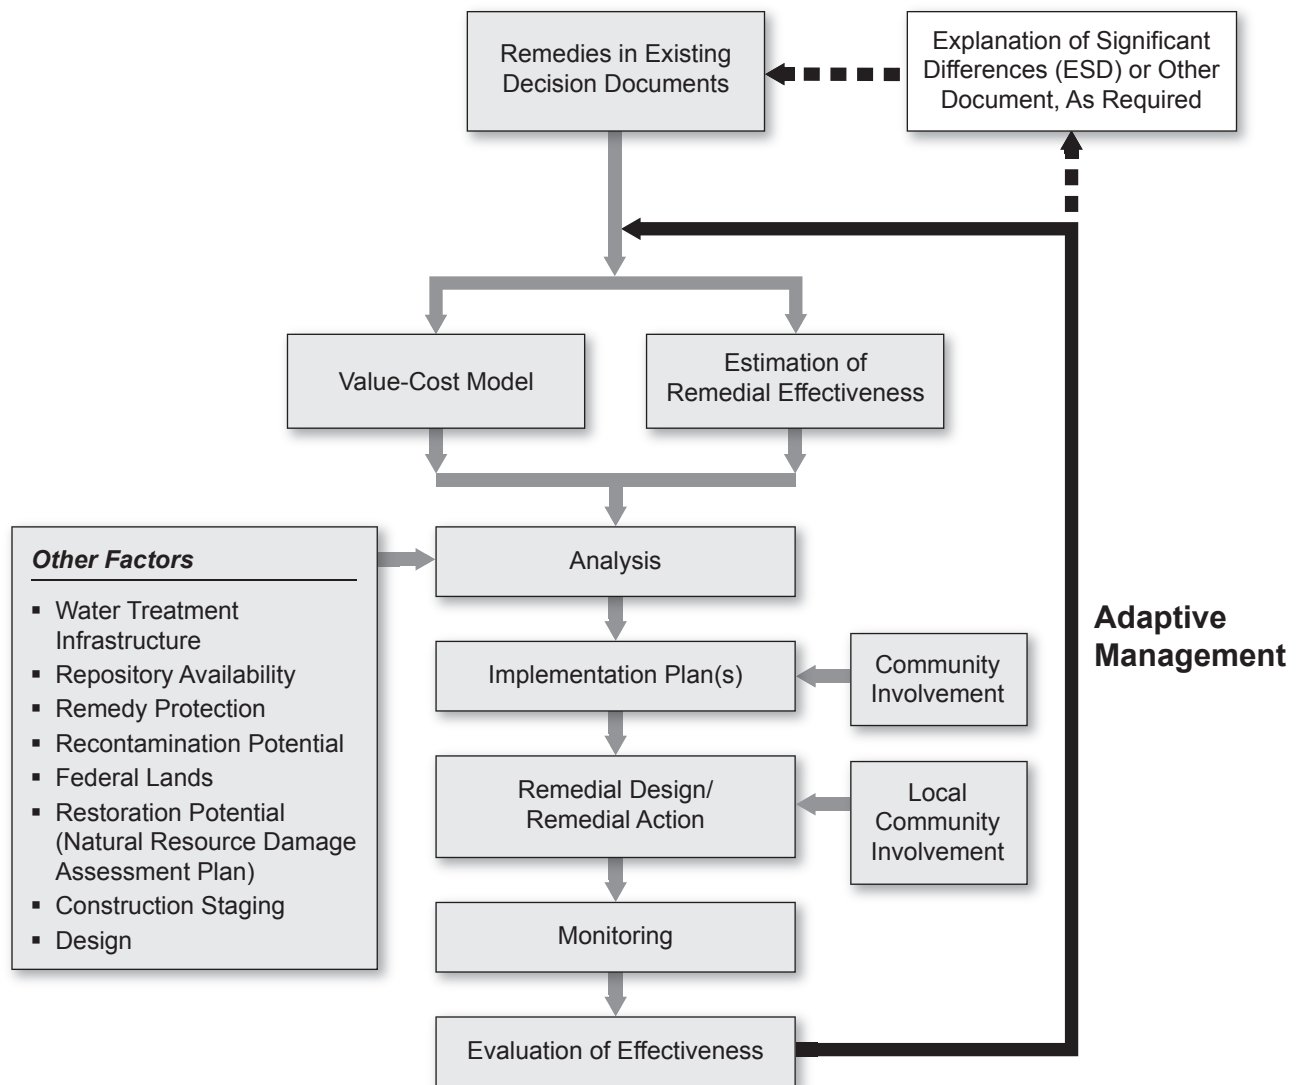 Remedies in Existing
Decision Documents
Explanation of Significant
Differences (ESD) or Other
Document, As Required
Value-Cost Model
Estimation of
Remedial Effectiveness
Other Factors
▪ Water Treatment
Infrastructure
▪ Repository Availability
▪ Remedy Protection
▪ Recontamination Potential
▪ Federal Lands
▪ Restoration Potential
(Natural Resource Damage
Assessment Plan)
▪ Construction Staging
▪ Design
Analysis
Implementation Plan(s)
Community
Involvement
Remedial Design/
Remedial Action
Local
Community
Involvement
Monitoring
Evaluation of Effectiveness
Adaptive
Management